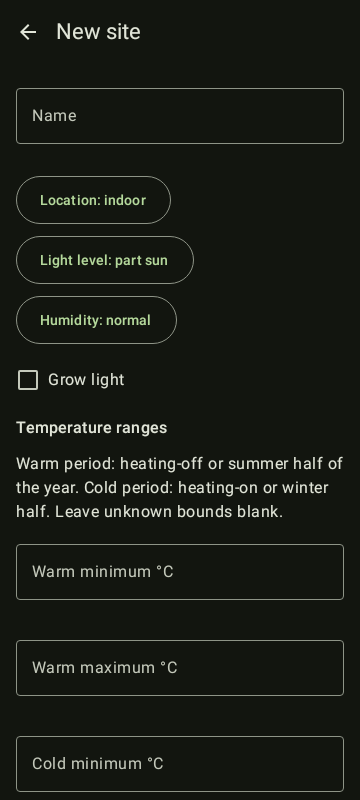 New site
Name
Location: indoor
Light level: part sun
Humidity: normal
Grow light
Temperature ranges
Warm period: heating-off or summer half of
the year. Cold period: heating-on or winter
half. Leave unknown bounds blank.
Warm minimum °C
Warm maximum °C
Cold minimum °C